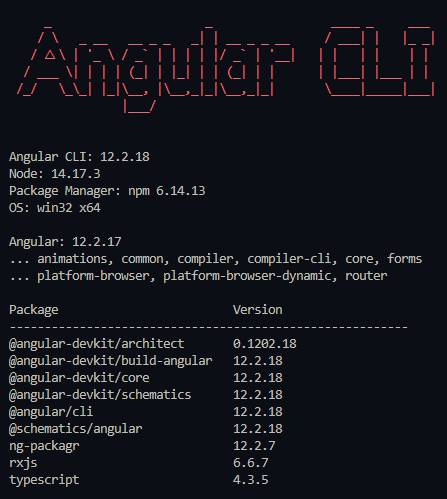 Angular CLI
Angular CLI: 12.2.18
Node: 14.17.3
Package Manager: npm 6.14.13
OS: win32 x64
Angular: 12.2.17
... animations, common, compiler, compiler-cli, core, forms
... platform-browser, platform-browser-dynamic, router
Package Version
---------------------------------------------------------
@angular-devkit/architect 0.1202.18
@angular-devkit/build-angular 12.2.18
@angular-devkit/core 12.2.18
@angular-devkit/schematics 12.2.18
@angular/cli 12.2.18
@schematics/angular 12.2.18
ng-packagr 12.2.7
rxjs 6.6.7
typescript 4.3.5